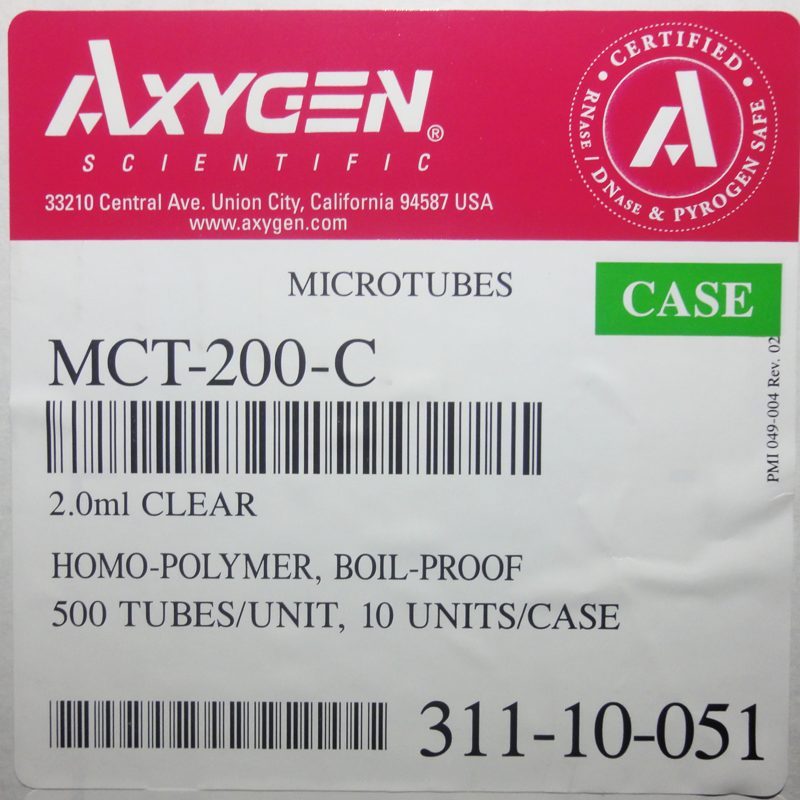 AXYGEN®
SCIENTIFIC
33210 Central Ave. Union City, California 94587 USA
www.axygen.com
• CERTIFIED •
RNASE / DNASE & PYROGEN SAFE
MICROTUBES
CASE
MCT-200-C
PMI 049-004 Rev. 02
2.0ml CLEAR
HOMO-POLYMER, BOIL-PROOF
500 TUBES/UNIT, 10 UNITS/CASE
311-10-051